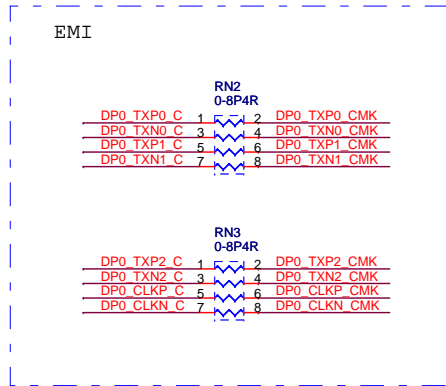 EMI
RN2
0-8P4R
DP0_TXP0_C 1 2 DP0_TXP0_CMK
DP0_TXN0_C 3 4 DP0_TXN0_CMK
DP0_TXP1_C 5 6 DP0_TXP1_CMK
DP0_TXN1_C 7 8 DP0_TXN1_CMK
RN3
0-8P4R
DP0_TXP2_C 1 2 DP0_TXP2_CMK
DP0_TXN2_C 3 4 DP0_TXN2_CMK
DP0_CLKP_C 5 6 DP0_CLKP_CMK
DP0_CLKN_C 7 8 DP0_CLKN_CMK